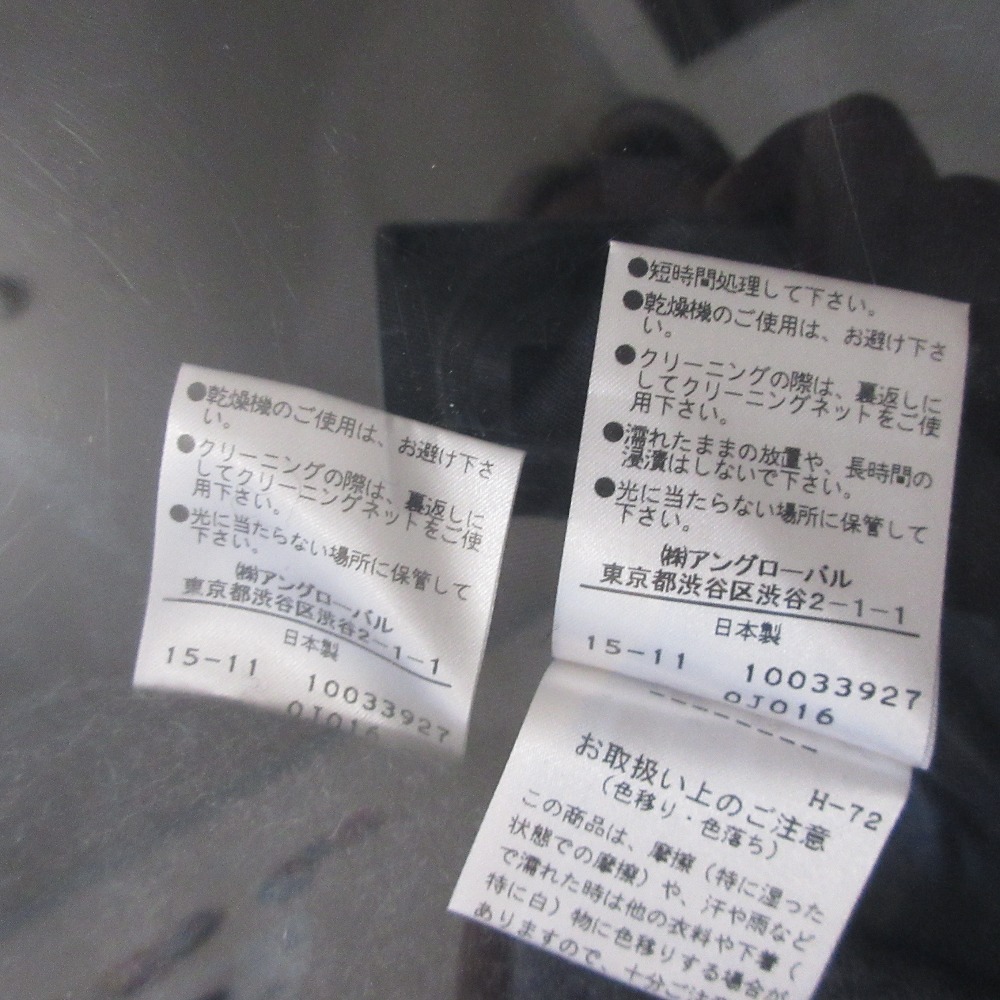 ●乾燥機のご使用は、お避け下さ
い。
●クリーニングの際は、裏返しに
してクリーニングネットをご使
用下さい。
●光に当たらない場所に保管して
下さい。
㈱アングローバル
東京都渋谷区渋谷2-1-1
日本製
15-11 10033927
0J016
●短時間処理して下さい。
●乾燥機のご使用は、お避け下さ
い。
●クリーニングの際は、裏返しに
してクリーニングネットをご使
用下さい。
●濡れたままの放置や、長時間の
浸漬はしないで下さい。
●光に当たらない場所に保管して
下さい。
㈱アングローバル
東京都渋谷区渋谷2-1-1
日本製
15-11 10033927
0J016
H-72
お取扱い上のご注意
(色移り・色落ち)
この商品は、摩擦(特に湿った
状態での摩擦)や、汗や雨など
で濡れた時は他の衣料や下着(
特に白)物に色移りする場合が
ありますので、十分ご注意